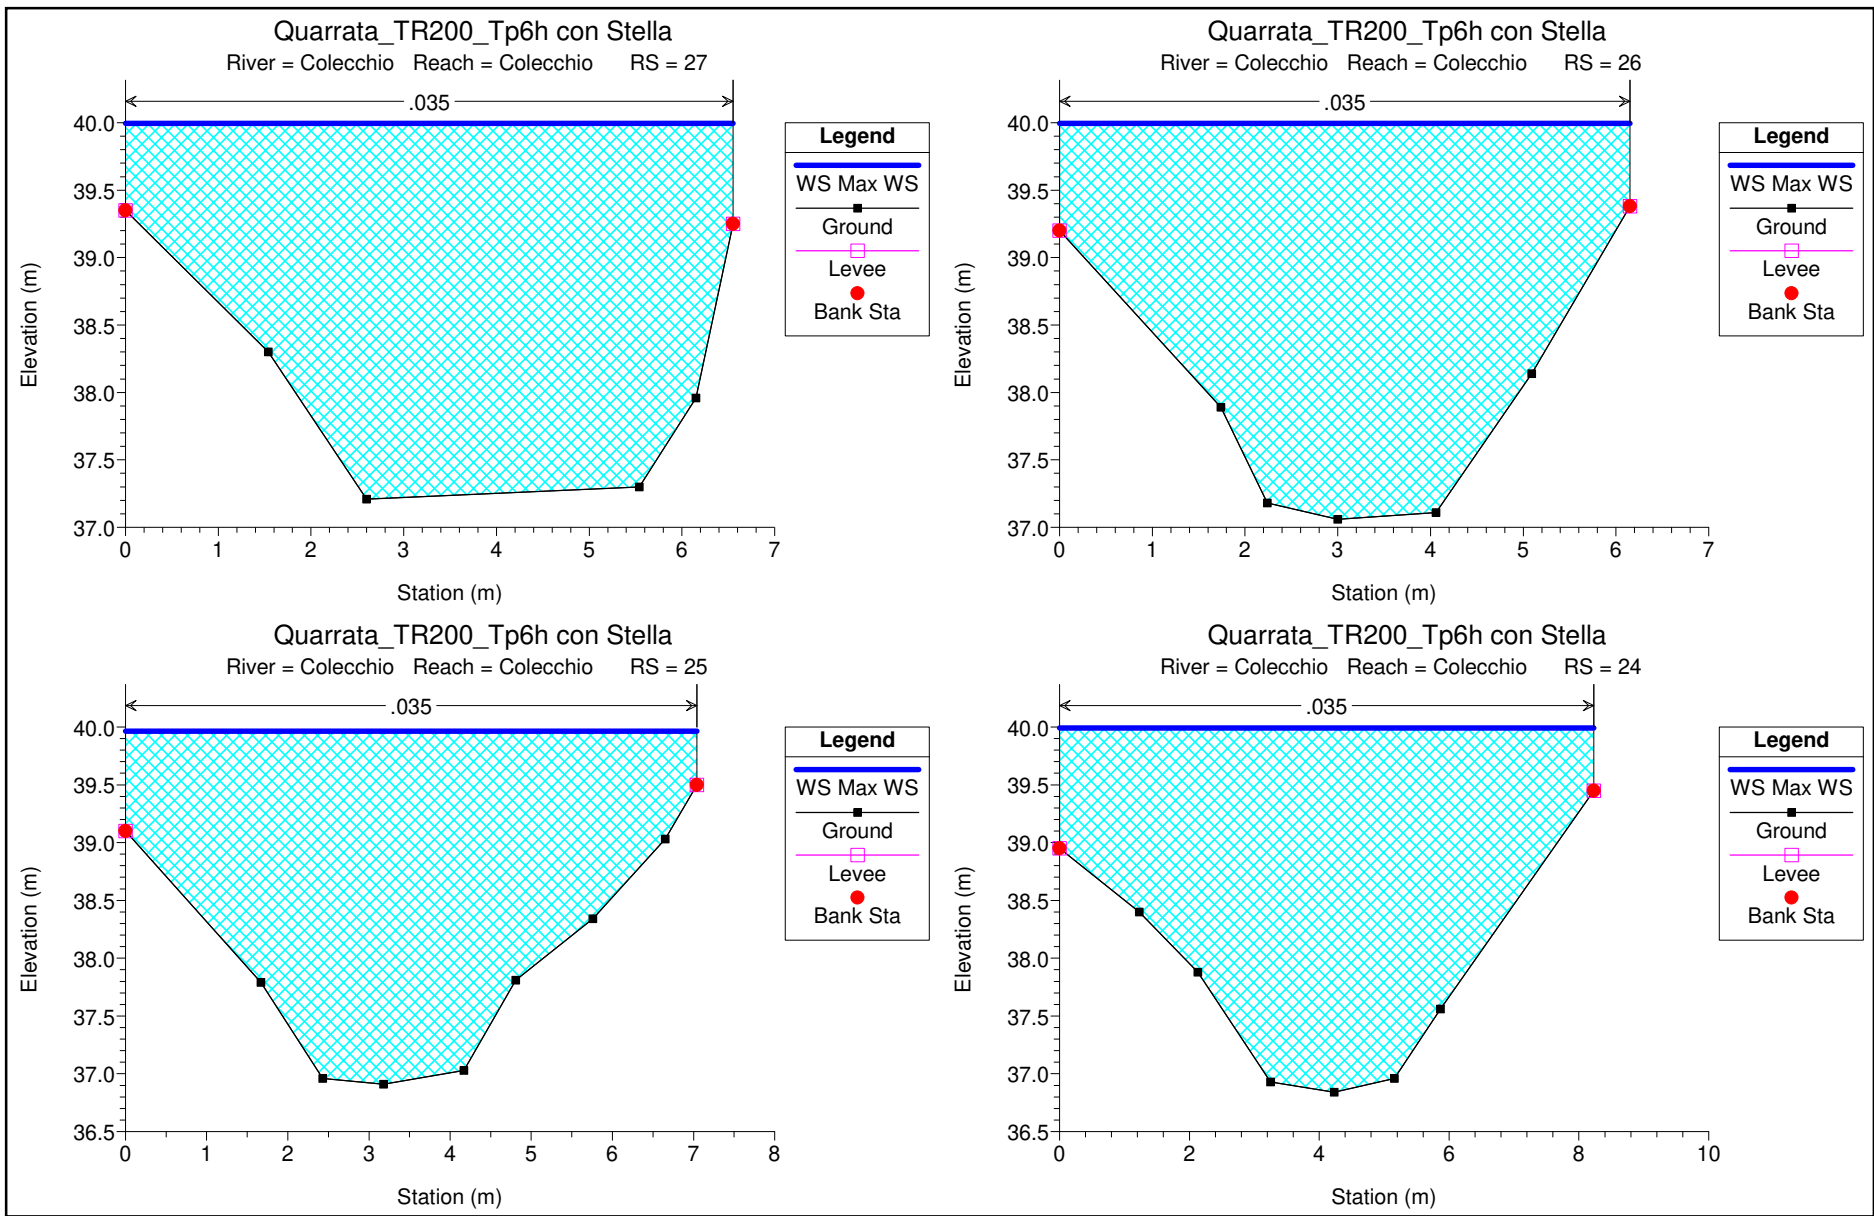 Quarrata_TR200_Tp6h con Stella
River = Colecchio Reach = Colecchio RS = 27
.035
40.0
39.5
39.0
38.5
38.0
37.5
37.0
Elevation (m)
0 1 2 3 4 5 6 7
Station (m)
Legend
WS Max WS
Ground
Levee
Bank Sta
Quarrata_TR200_Tp6h con Stella
River = Colecchio Reach = Colecchio RS = 26
.035
40.0
39.5
39.0
38.5
38.0
37.5
37.0
Elevation (m)
0 1 2 3 4 5 6 7
Station (m)
Legend
WS Max WS
Ground
Levee
Bank Sta
Quarrata_TR200_Tp6h con Stella
River = Colecchio Reach = Colecchio RS = 25
.035
40.0
39.5
39.0
38.5
38.0
37.5
37.0
36.5
Elevation (m)
0 1 2 3 4 5 6 7 8
Station (m)
Legend
WS Max WS
Ground
Levee
Bank Sta
Quarrata_TR200_Tp6h con Stella
River = Colecchio Reach = Colecchio RS = 24
.035
40.0
39.5
39.0
38.5
38.0
37.5
37.0
36.5
Elevation (m)
0 2 4 6 8 10
Station (m)
Legend
WS Max WS
Ground
Levee
Bank Sta